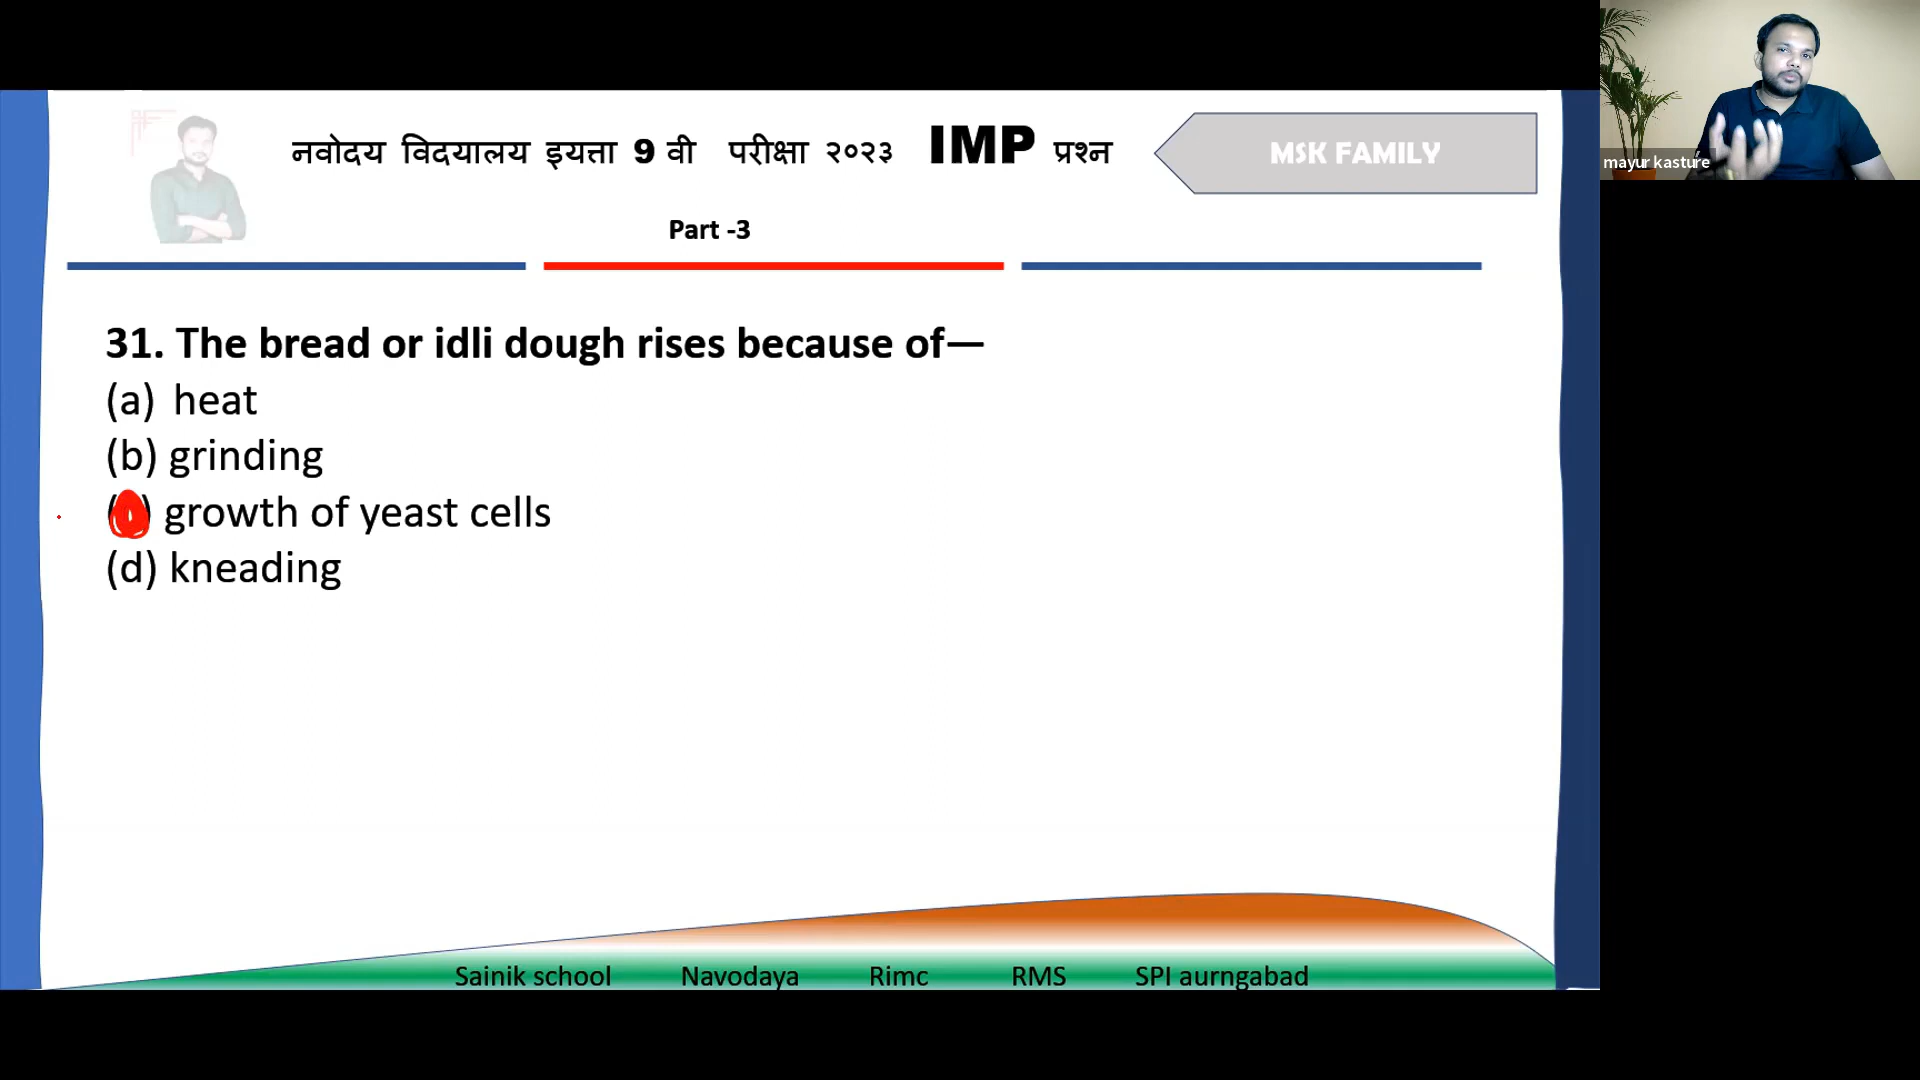 नवोदय विदयालय इयत्ता 9 वी परीक्षा २०२३ IMP प्रश्न
MSK FAMILY
mayur kasture
Part -3
31. The bread or idli dough rises because of—
(a) heat
(b) grinding
( ) growth of yeast cells
(d) kneading
Sainik school Navodaya Rimc RMS SPI aurngabad